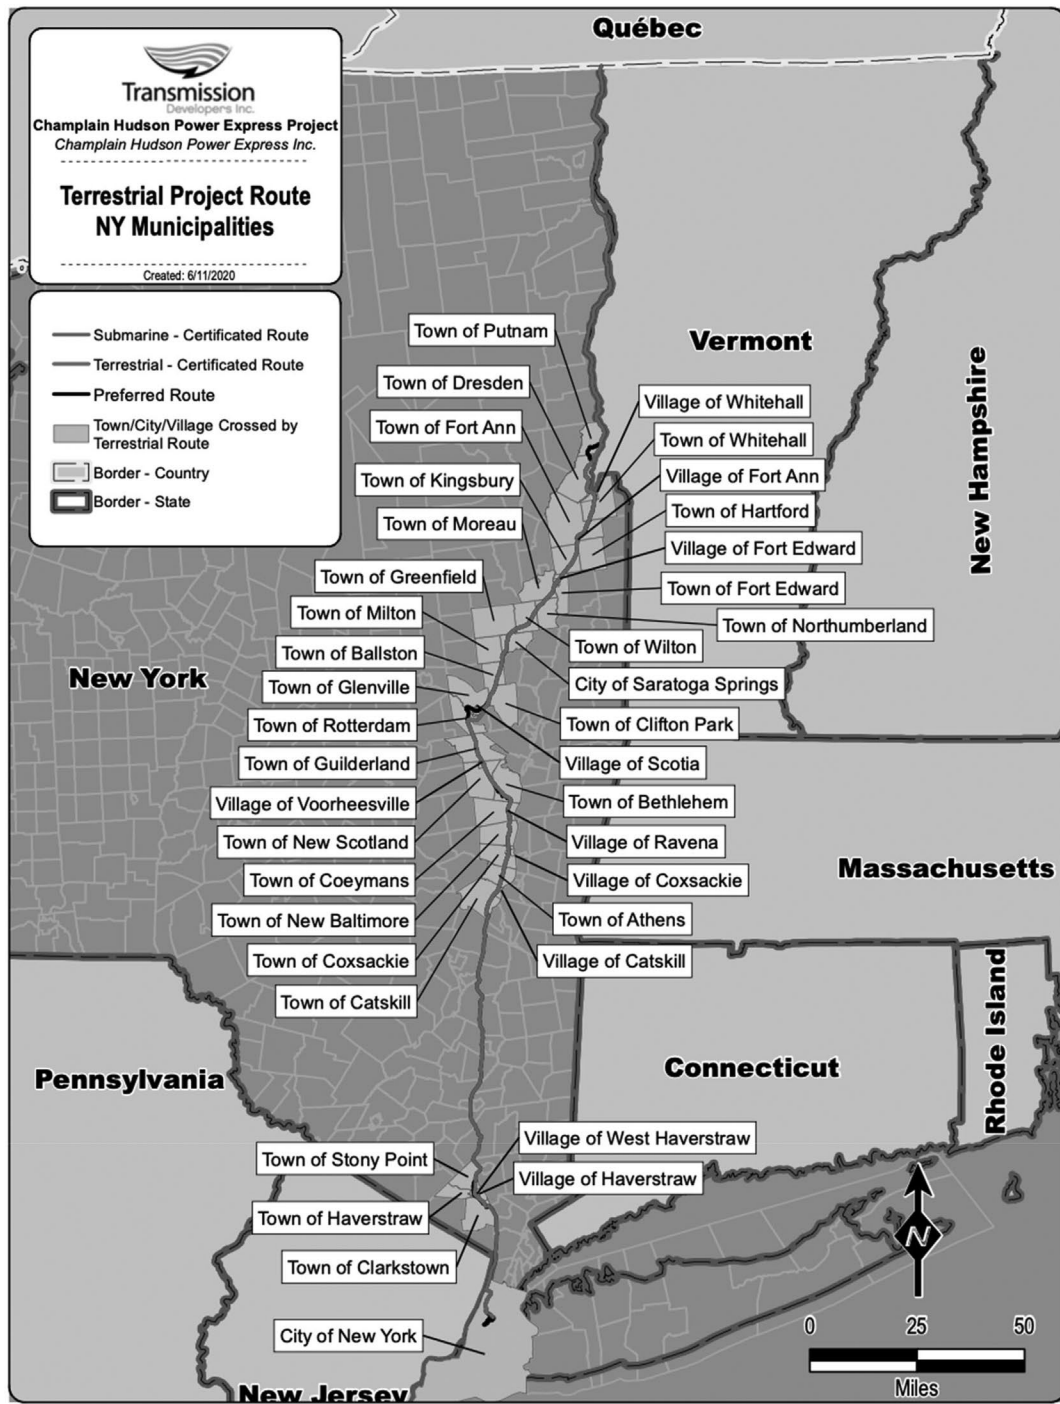 Québec
Transmission
Developers Inc.
Champlain Hudson Power Express Project
Champlain Hudson Power Express Inc.
Terrestrial Project Route
NY Municipalities
Created: 6/11/2020
Submarine - Certificated Route
Terrestrial - Certificated Route
Preferred Route
Town/City/Village Crossed by
Terrestrial Route
Border - Country
Border - State
Town of Putnam
Vermont
New Hampshire
Town of Dresden
Village of Whitehall
Town of Fort Ann
Town of Whitehall
Town of Kingsbury
Village of Fort Ann
Town of Moreau
Town of Hartford
Village of Fort Edward
Town of Greenfield
Town of Fort Edward
Town of Milton
Town of Northumberland
Town of Ballston
Town of Wilton
New York
Town of Glenville
City of Saratoga Springs
Town of Rotterdam
Town of Clifton Park
Town of Guilderland
Village of Scotia
Village of Voorheesville
Town of Bethlehem
Town of New Scotland
Village of Ravena
Massachusetts
Town of Coeymans
Village of Coxsackie
Town of New Baltimore
Town of Athens
Town of Coxsackie
Village of Catskill
Town of Catskill
Pennsylvania
Connecticut
Rhode Island
Village of West Haverstraw
Town of Stony Point
Village of Haverstraw
Town of Haverstraw
Town of Clarkstown
N
City of New York
0 25 50
Miles
New Jersey